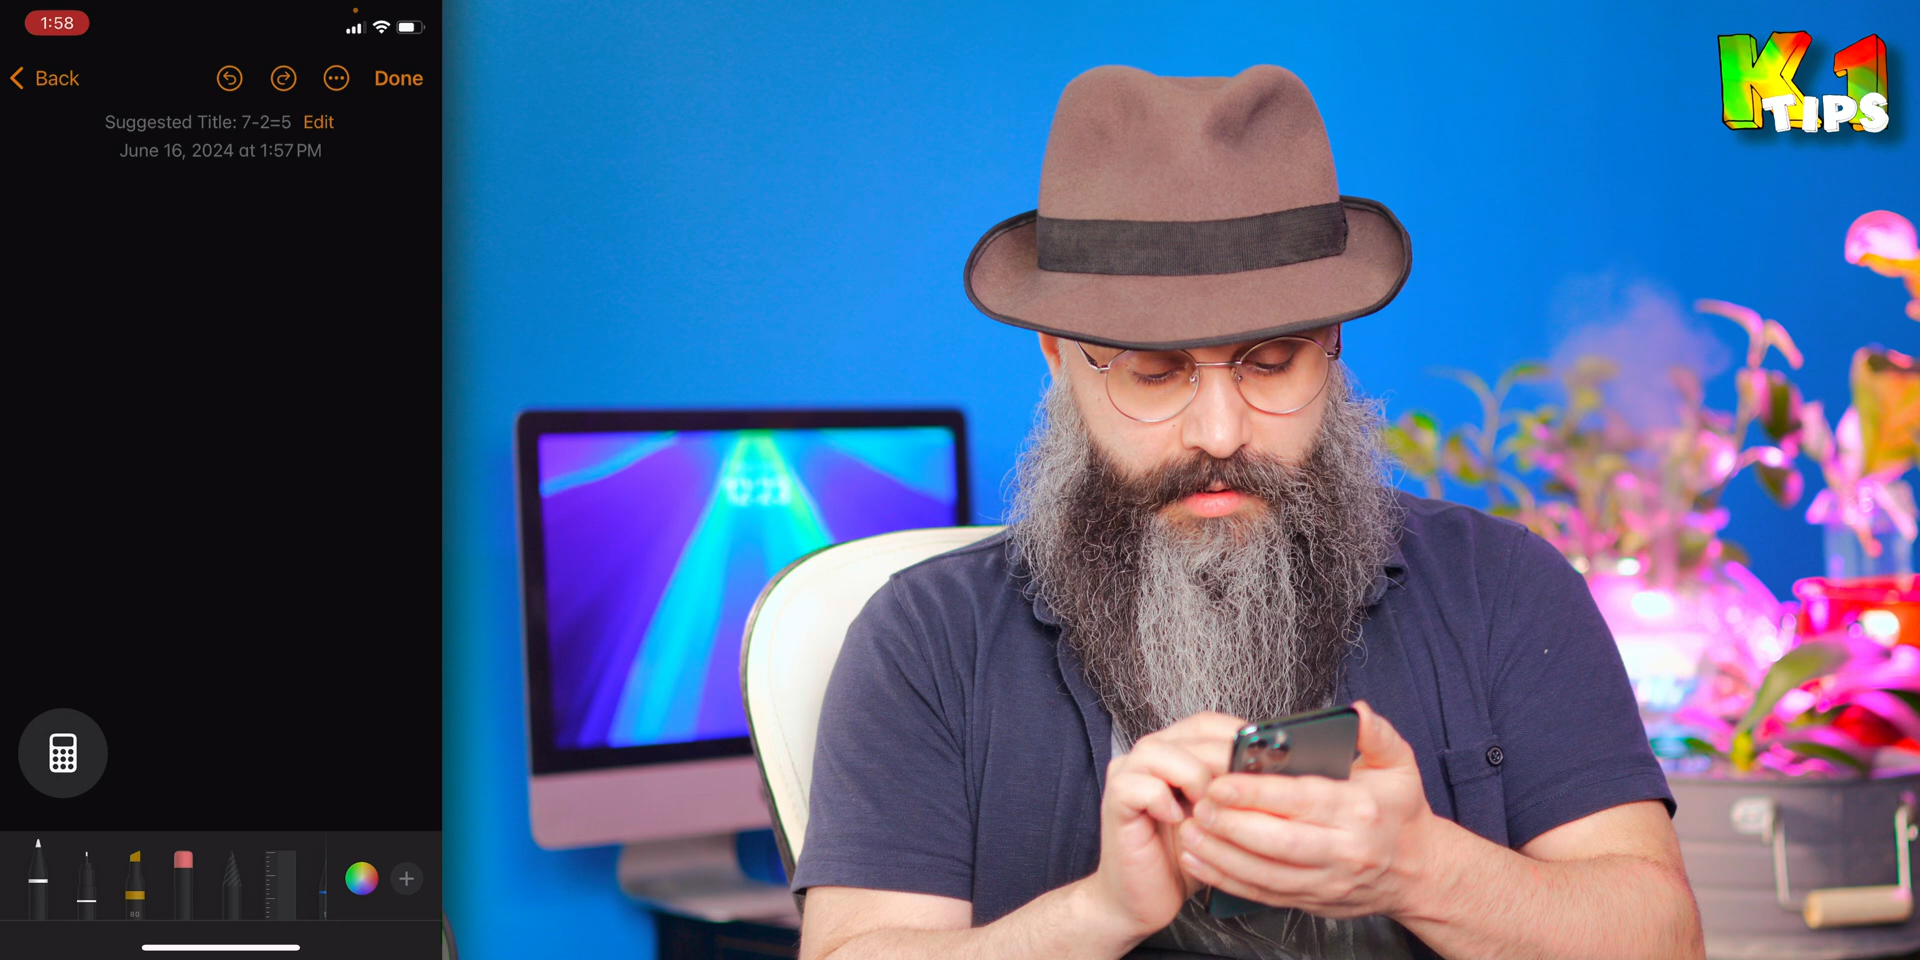 1:58
Back
Done
Suggested Title: 7-2=5 Edit
June 16, 2024 at 1:57 PM
80
K1
TIPS